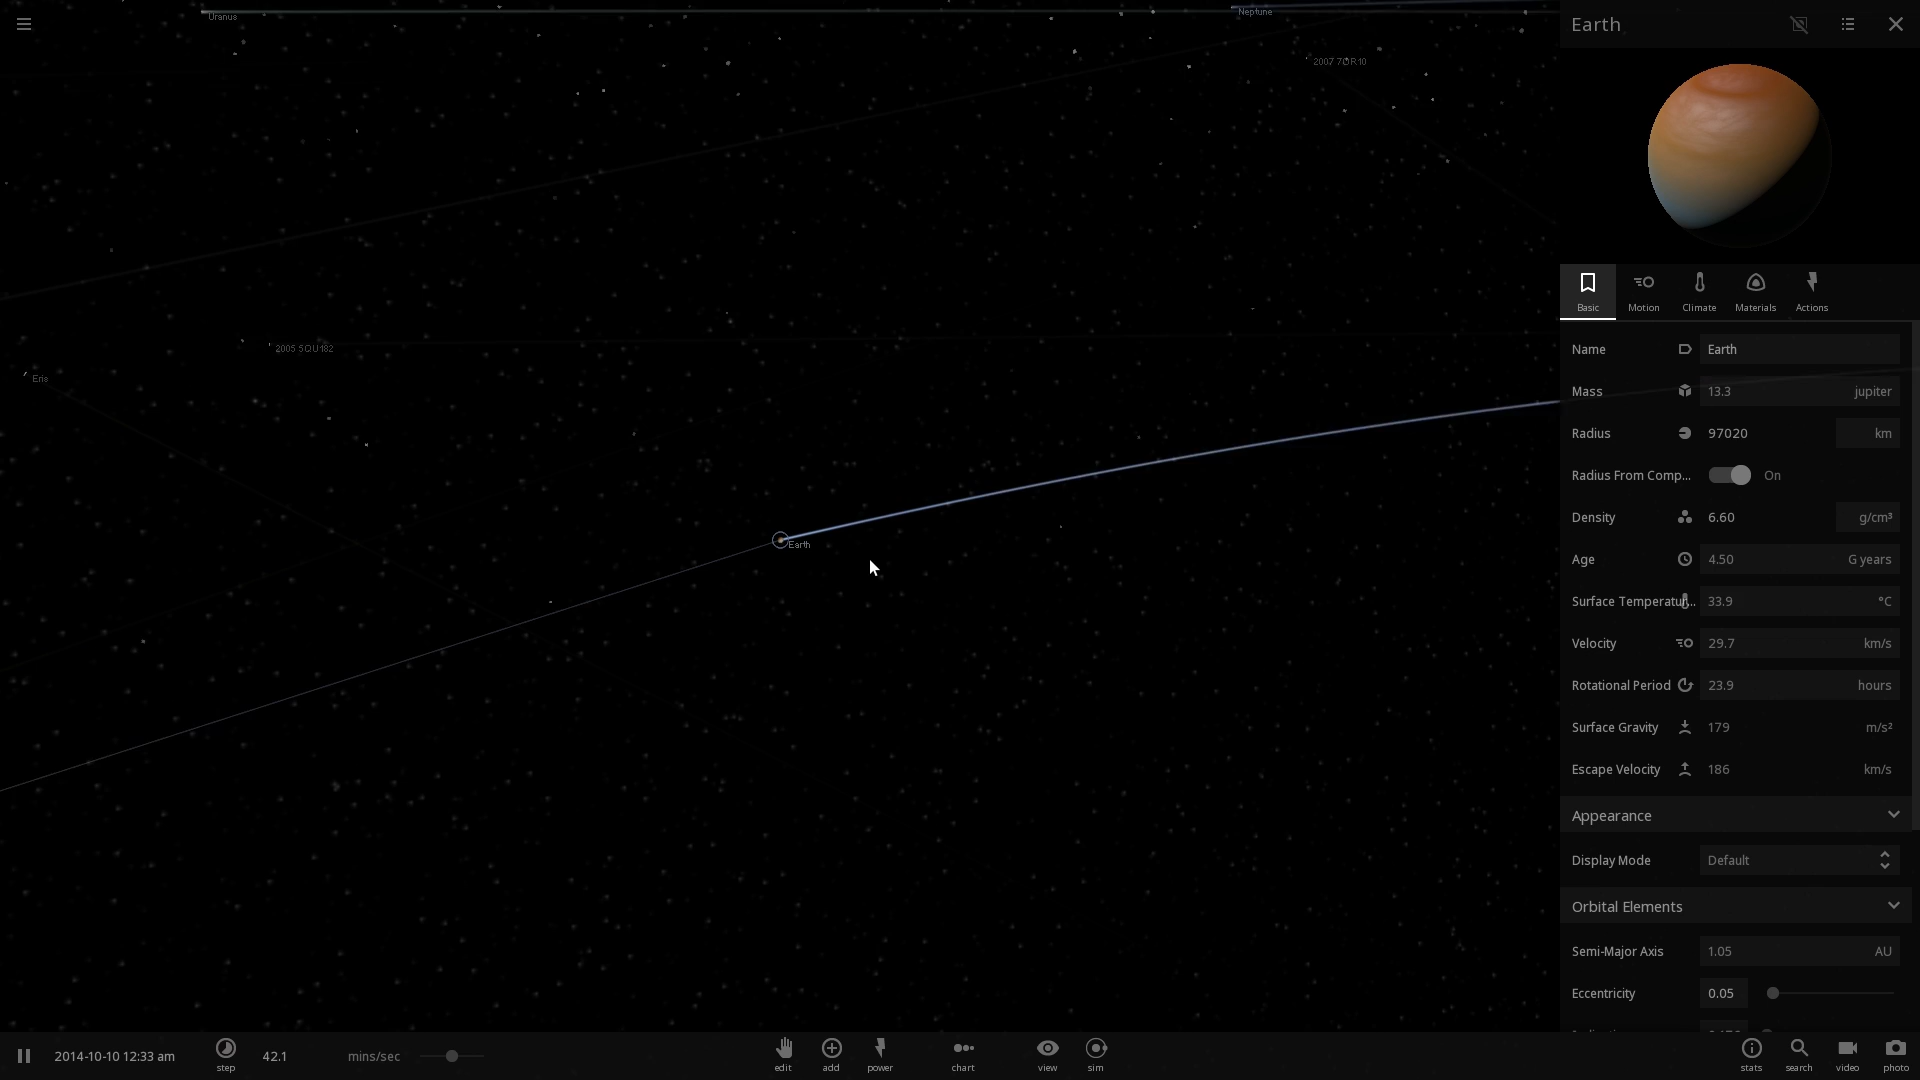 Uranus
Neptune
Earth
2007 7OR10
Basic
Motion
Climate
Materials
Actions
2005 5QU182
Eris
Earth
Name Earth
Mass 13.3 jupiter
Radius 97020 km
Radius From Comp... On
Density 6.60 g/cm³
Age 4.50 G years
Surface Temperatur... 33.9 °C
Velocity 29.7 km/s
Rotational Period 23.9 hours
Surface Gravity 179 m/s²
Escape Velocity 186 km/s
Appearance
Display Mode Default
Orbital Elements
Semi-Major Axis 1.05 AU
Eccentricity 0.05
2014-10-10 12:33 am
step
42.1 mins/sec
edit
add
power
chart
view
sim
stats
search
video
photo